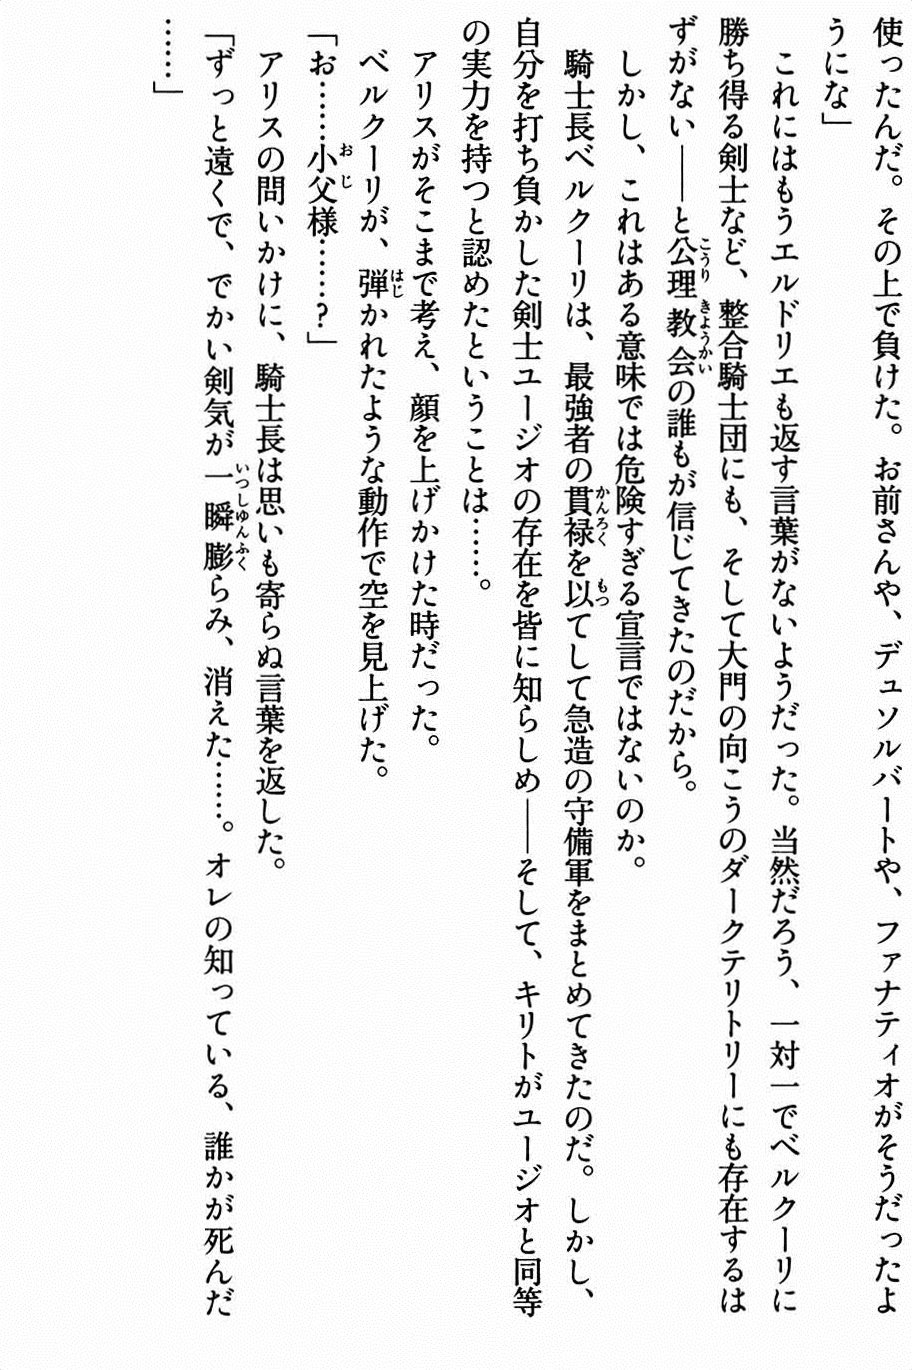 使ったんだ。その上で負けた。お前さんや、デュソルバートや、ファナティオがそうだったよ
うにな」
　これにはもうエルドリエも返す言葉がないようだった。当然だろう、一対一でベルクーリに
勝ち得る剣士など、整合騎士団にも、そして大門の向こうのダークテリトリーにも存在するは
ずがない――と公理教会の誰もが信じてきたのだから。
　しかし、これはある意味では危険すぎる宣言ではないのか。
　騎士長ベルクーリは、最強者の貫禄を以てして急造の守備軍をまとめてきたのだ。しかし、
自分を打ち負かした剣士ユージオの存在を皆に知らしめ――そして、キリトがユージオと同等
の実力を持つと認めたということは……。
　アリスがそこまで考え、顔を上げかけた時だった。
　ベルクーリが、弾かれたような動作で空を見上げた。
「お……小父様……？」
　アリスの問いかけに、騎士長は思いも寄らぬ言葉を返した。
「ずっと遠くで、でかい剣気が一瞬膨らみ、消えた……。オレの知っている、誰かが死んだ
……」